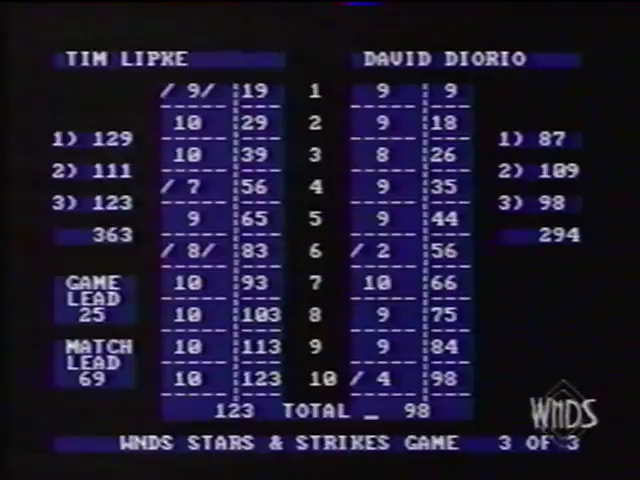 TIM LIPKE DAVID DIORIO
/ 9/ 19 1 9 9
10 29 2 9 18
1) 129 1) 87
10 39 3 8 26
2) 111 2) 109
/ 7 56 4 9 35
3) 123 3) 98
9 65 5 9 44
363 294
/ 8/ 83 6 / 2 56
GAME 10 93 7 10 66
LEAD
25 10 103 8 9 75
MATCH 10 113 9 9 84
LEAD
69 10 123 10 / 4 98
123 TOTAL _ 98
WNDS
WNDS STARS & STRIKES GAME 3 OF 3